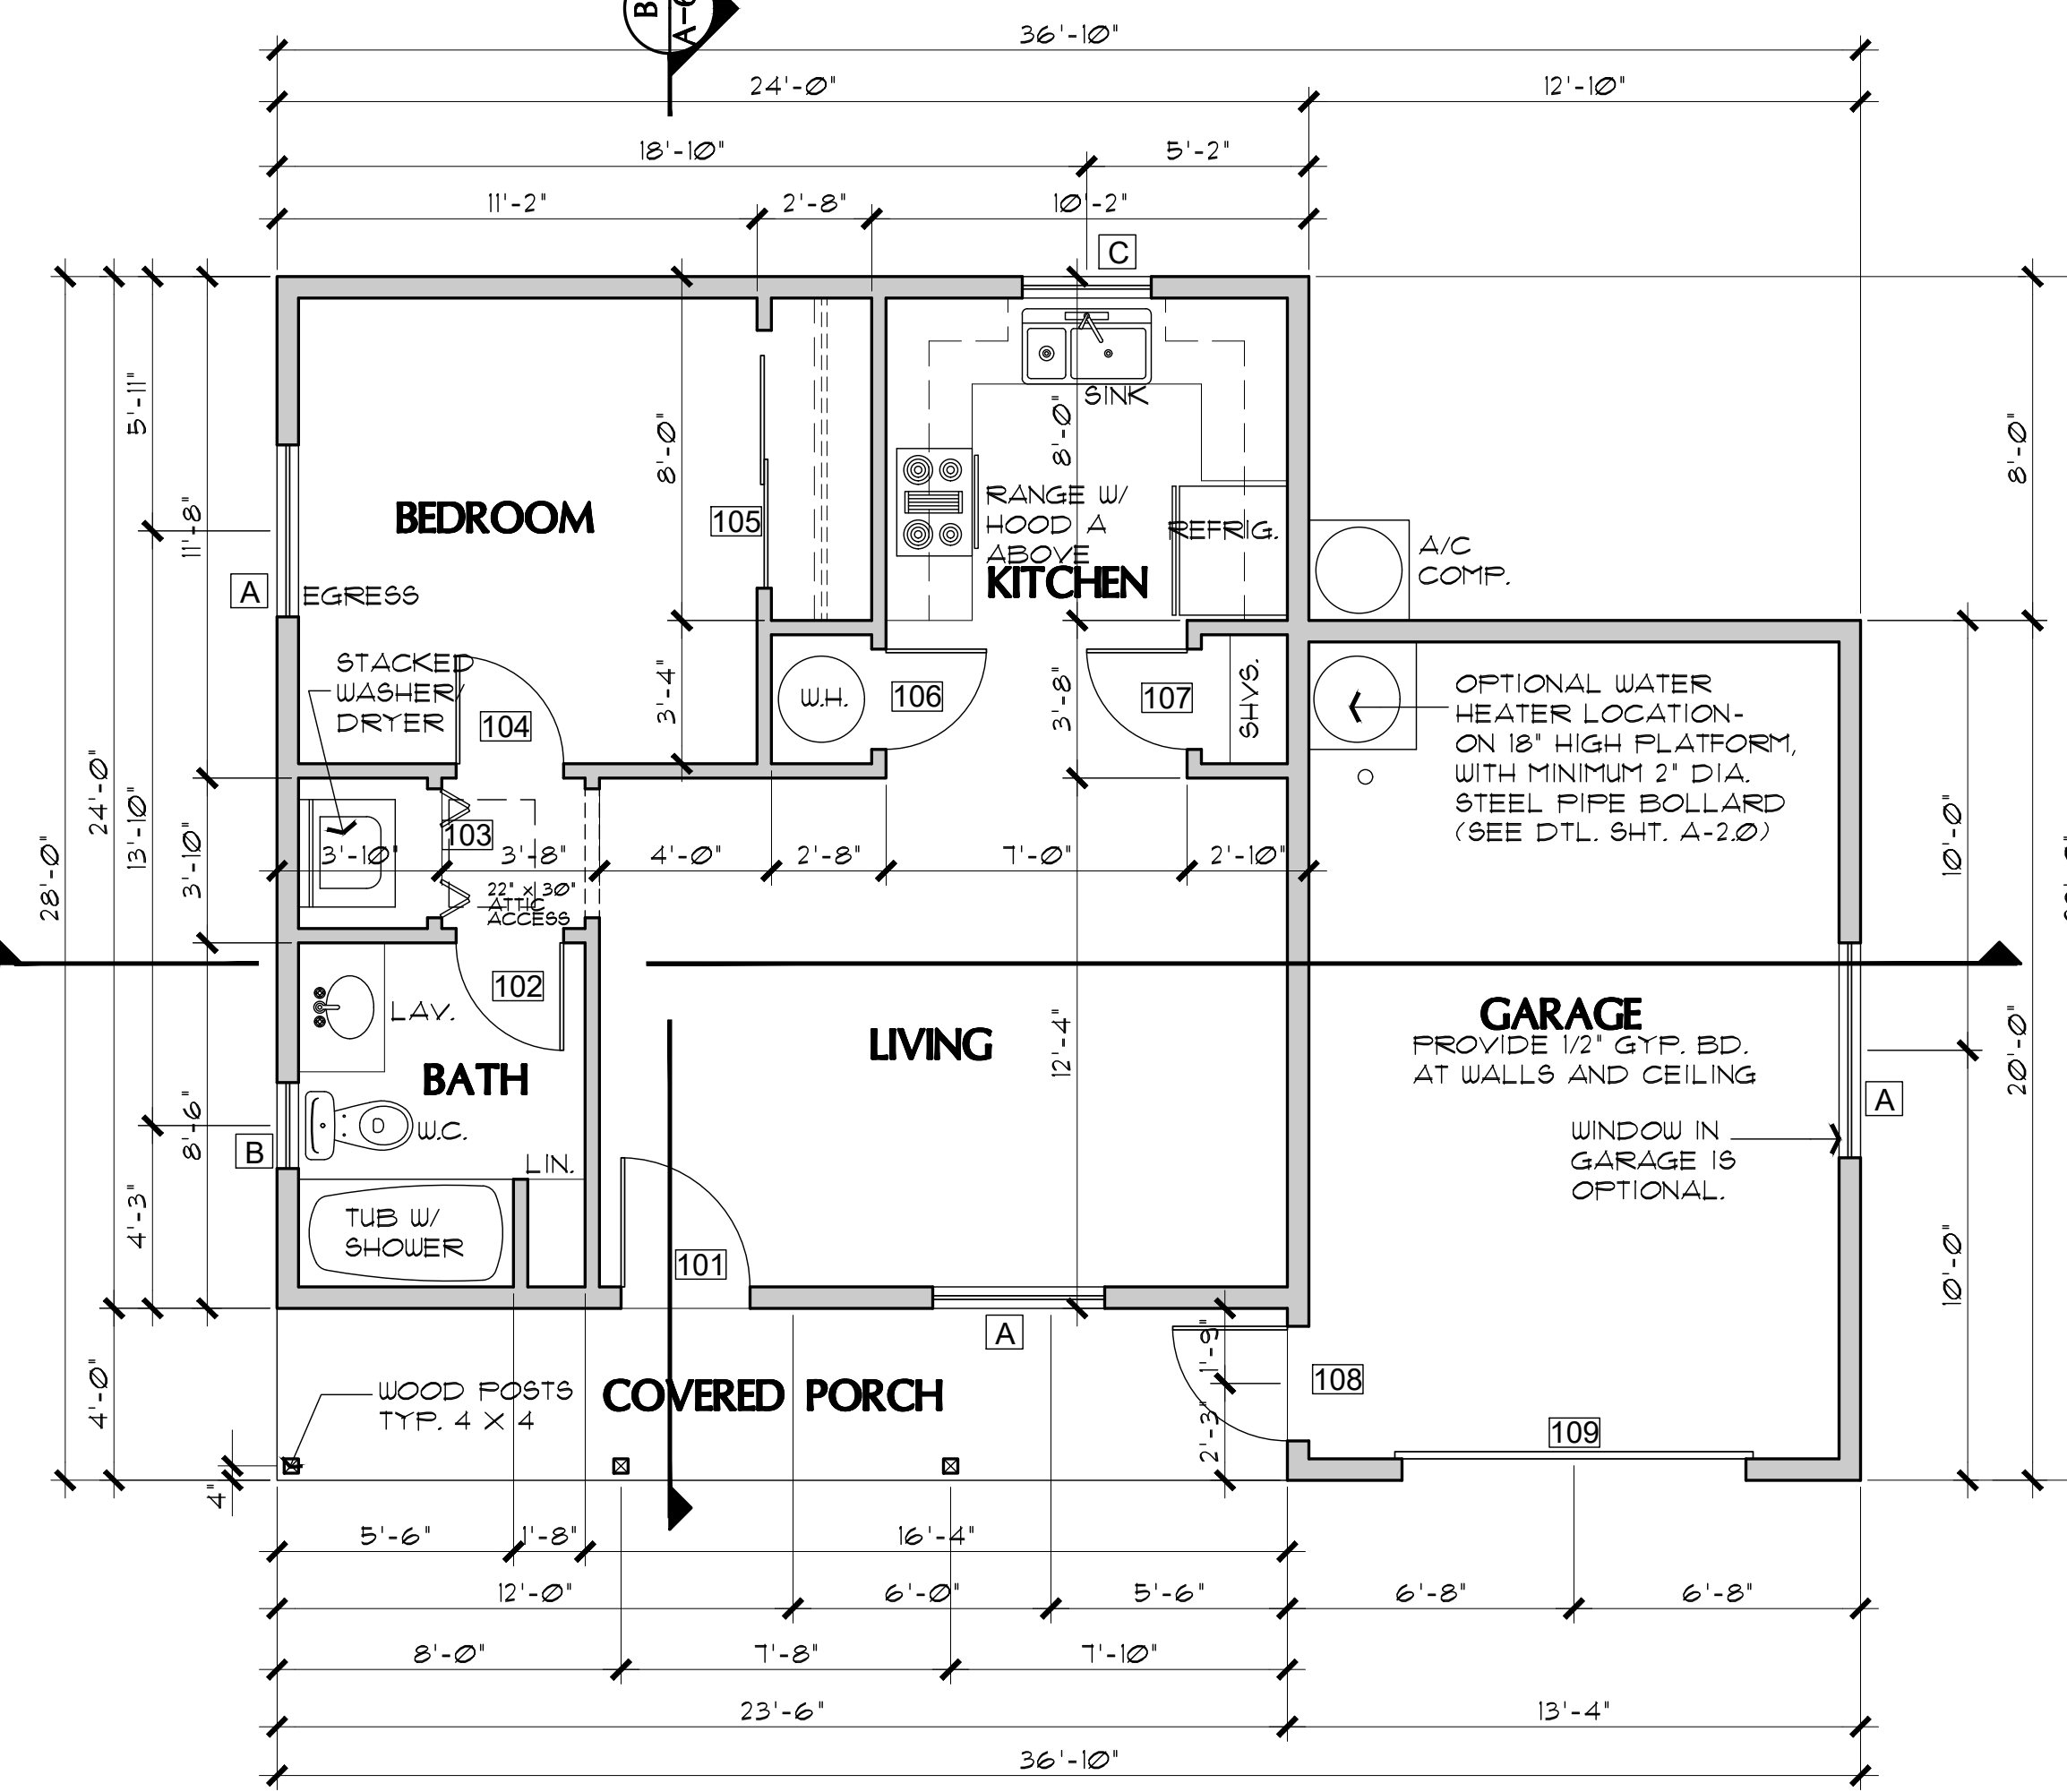 B
A-6
36'-10"
24'-0"
12'-10"
18'-10"
5'-2"
11'-2"
2'-8"
10'-2"
C
SINK
5'-11"
8'-0"
8'-0"
8'-0"
11'-8"
BEDROOM
105
RANGE W/
HOOD A
ABOVE
REFRIG.
KITCHEN
A/C
COMP.
A
EGRESS
STACKED
WASHER/
DRYER
104
3'-4"
W.H.
106
3'-8"
107
SHVS.
OPTIONAL WATER
HEATER LOCATION-
ON 18" HIGH PLATFORM,
WITH MINIMUM 2" DIA.
STEEL PIPE BOLLARD
(SEE DTL. SHT. A-2.0)
28'-0"
24'-0"
13'-10"
3'-10"
103
3'-10"
3'-8"
4'-0"
2'-8"
7'-0"
2'-10"
10'-0"
22" x 30"
ATTIC
ACCESS
102
LAV.
BATH
LIVING
12'-4"
GARAGE
PROVIDE 1/2" GYP. BD.
AT WALLS AND CEILING
20'-0"
A
8'-6"
B
W.C.
LIN.
WINDOW IN
GARAGE IS
OPTIONAL.
4'-3"
TUB W/
SHOWER
101
10'-0"
A
1'-9"
108
4'-0"
WOOD POSTS
TYP. 4 X 4
COVERED PORCH
2'-3"
109
4"
5'-6"
1'-8"
16'-4"
12'-0"
6'-0"
5'-6"
6'-8"
6'-8"
8'-0"
7'-8"
7'-10"
23'-6"
13'-4"
36'-10"